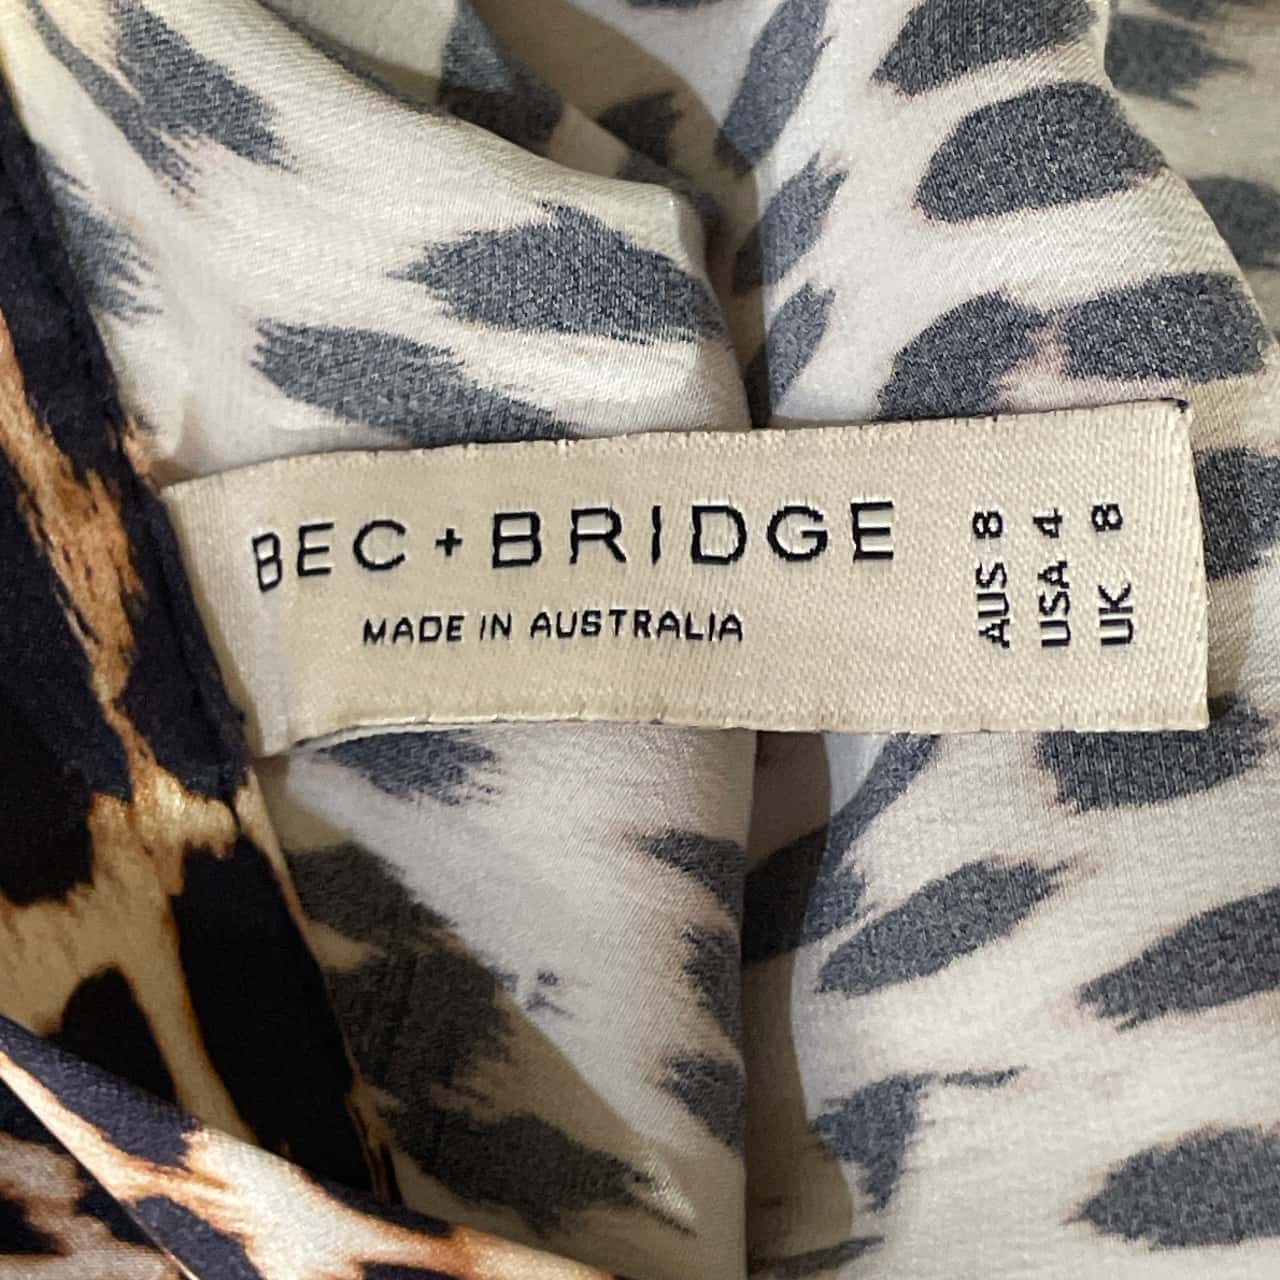 BEC + BRIDGE
MADE IN AUSTRALIA
AUS 8
USA 4
UK 8